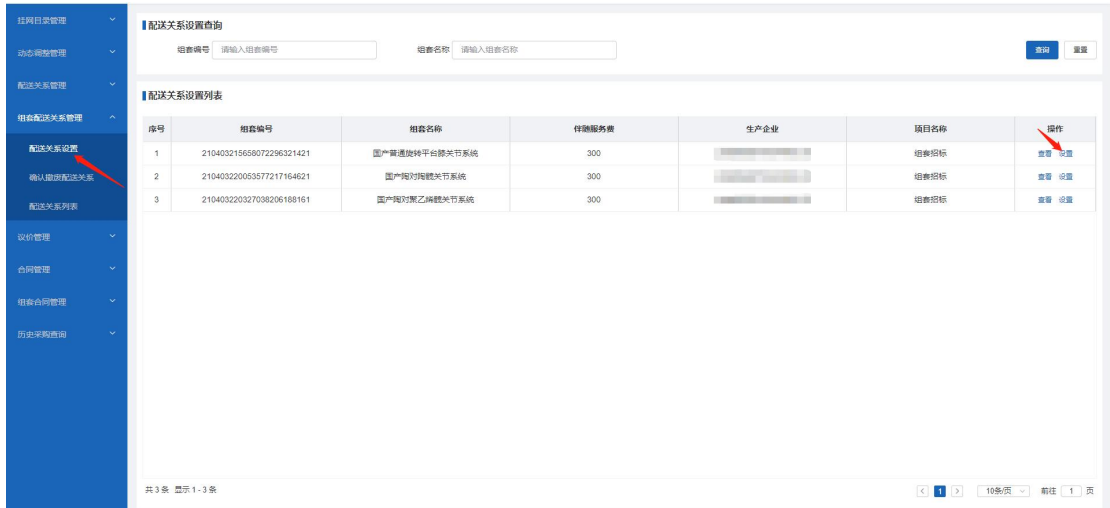 挂网目录管理
动态调整管理
配送关系管理
组套配送关系管理
配送关系设置
确认撤废配送关系
配送关系列表
议价管理
合同管理
组套合同管理
历史采购查询
配送关系设置查询
组套编号 请输入组套编号 组套名称 请输入组套名称 查询 重置
配送关系设置列表
序号 组套编号 组套名称 伴随服务费 生产企业 项目名称 操作
1 210403215658072296321421 国产普通旋转平台膝关节系统 300 组套招标 查看 设置
2 210403220053577217164621 国产陶对陶髋关节系统 300 组套招标 查看 设置
3 210403220327038206188161 国产陶对聚乙烯髋关节系统 300 组套招标 查看 设置
共 3 条 显示 1 - 3 条 < 1 > 10条/页 前往 1 页